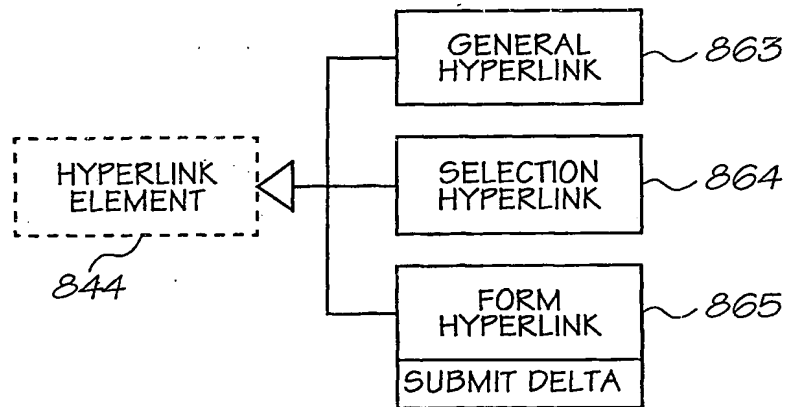 GENERAL
HYPERLINK
863
HYPERLINK
ELEMENT
844
SELECTION
HYPERLINK
864
FORM
HYPERLINK
865
SUBMIT DELTA